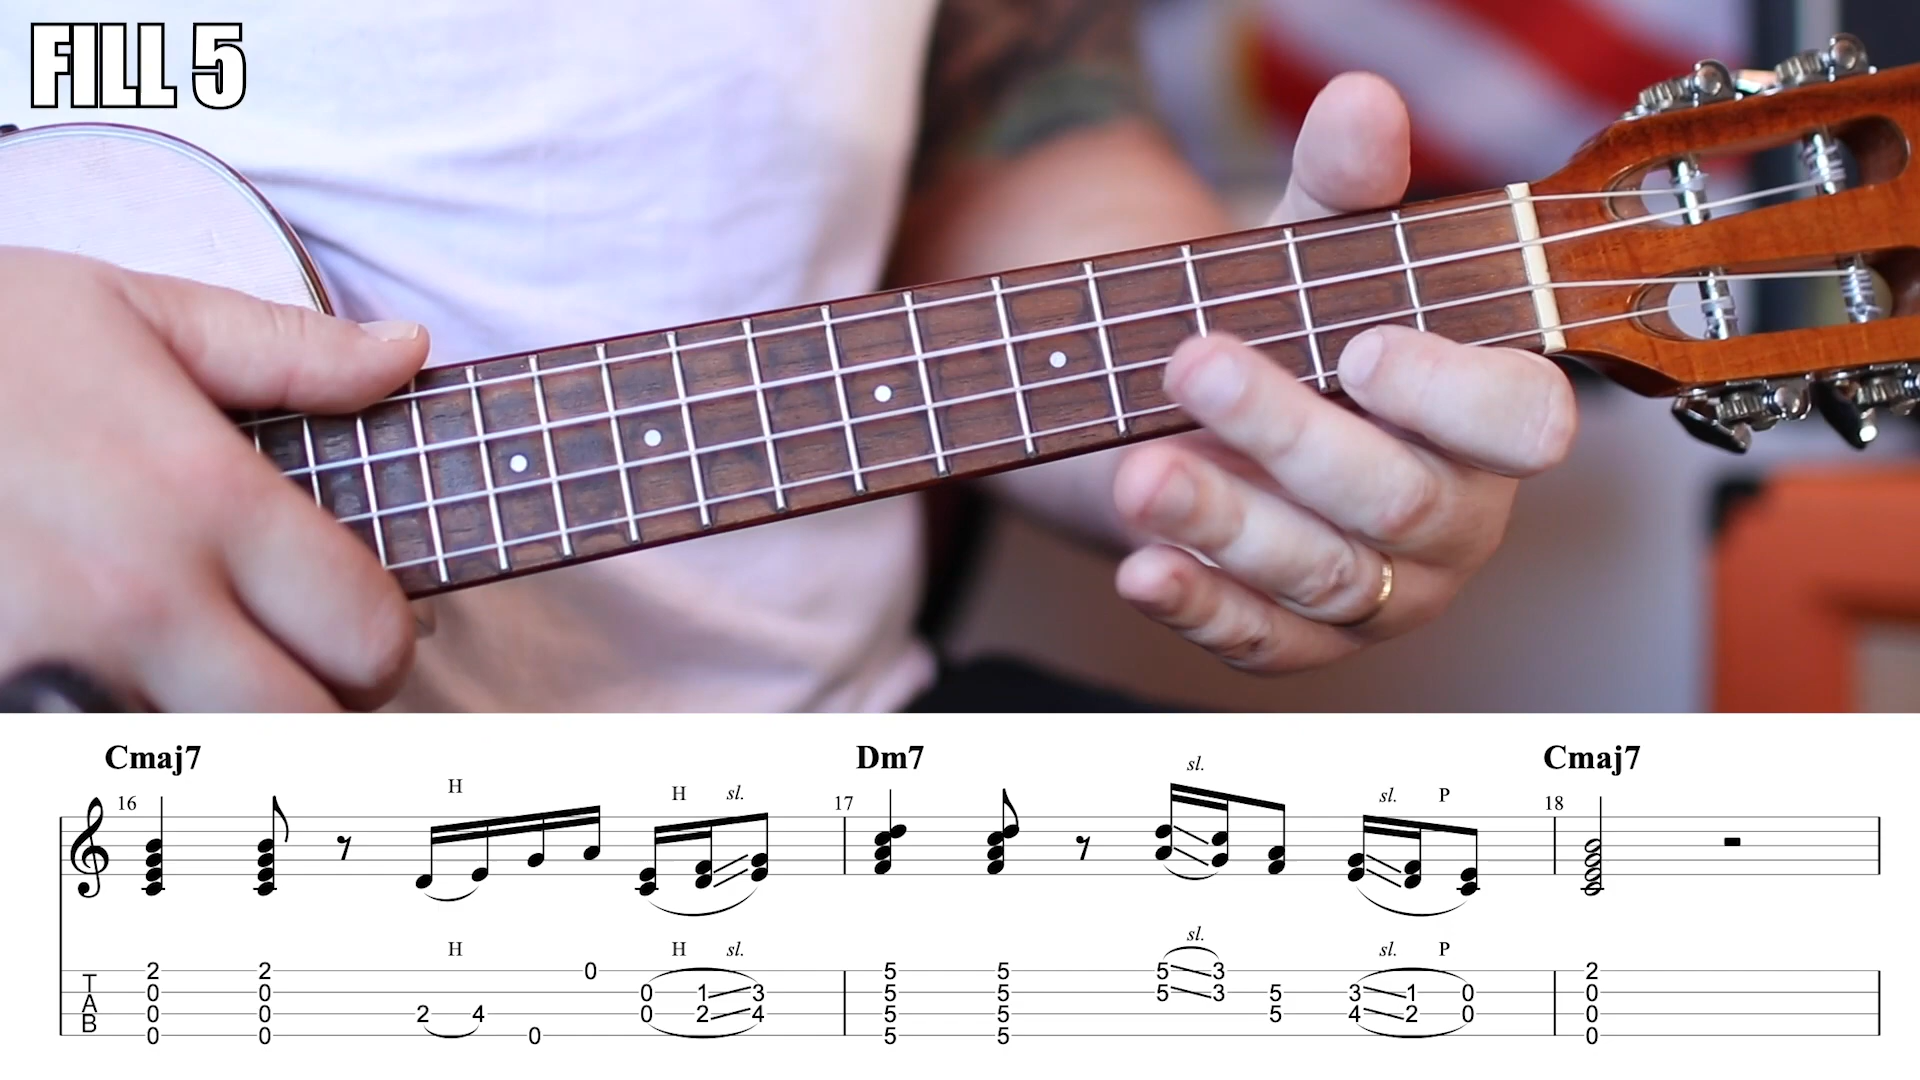 FILL 5
Cmaj7 Dm7 Cmaj7
16 H H sl. 17 sl. sl. P 18
H H sl. sl. sl. P
T 2 2 0 5 5 5 3 2
A 0 0 0 1 3 5 5 5 3 5 3 1 0 0
B 0 0 2 4 0 2 4 5 5 5 4 2 0 0
0 0 0 5 5 0